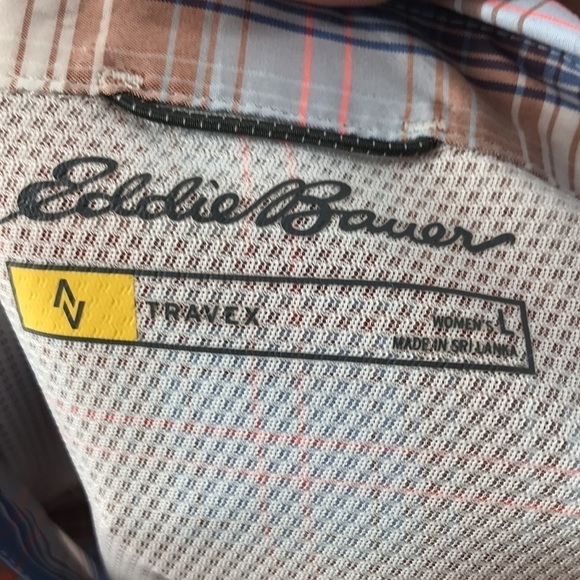 Eddie Bauer
TRAVEX
WOMEN'S L
MADE IN SRI LANKA